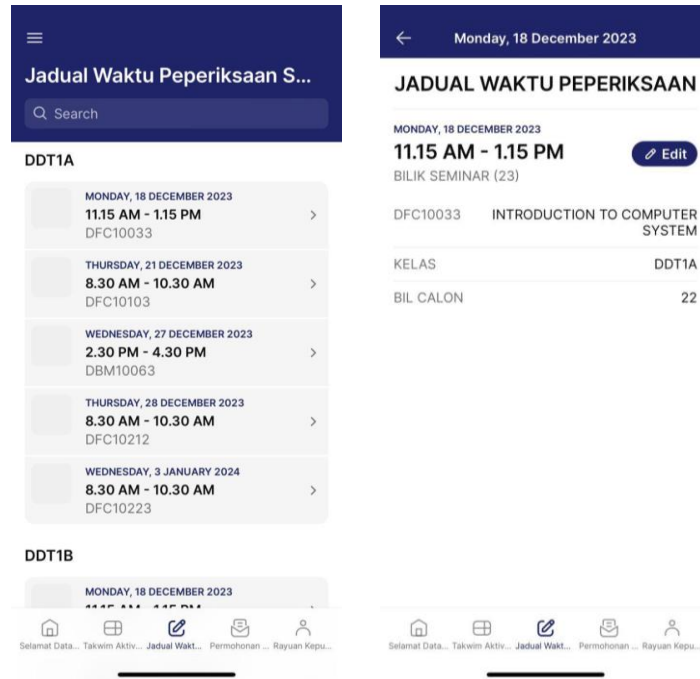 Jadual Waktu Peperiksaan S...
Search
DDT1A
MONDAY, 18 DECEMBER 2023
11.15 AM - 1.15 PM
DFC10033
THURSDAY, 21 DECEMBER 2023
8.30 AM - 10.30 AM
DFC10103
WEDNESDAY, 27 DECEMBER 2023
2.30 PM - 4.30 PM
DBM10063
THURSDAY, 28 DECEMBER 2023
8.30 AM - 10.30 AM
DFC10212
WEDNESDAY, 3 JANUARY 2024
8.30 AM - 10.30 AM
DFC10223
DDT1B
MONDAY, 18 DECEMBER 2023
Selamat Data... Takwim Aktiv... Jadual Wakt... Permohonan ... Rayuan Kepu...
Monday, 18 December 2023
JADUAL WAKTU PEPERIKSAAN
MONDAY, 18 DECEMBER 2023
11.15 AM - 1.15 PM
Edit
BILIK SEMINAR (23)
DFC10033 INTRODUCTION TO COMPUTER
SYSTEM
KELAS DDT1A
BIL CALON 22
Selamat Data... Takwim Aktiv... Jadual Wakt... Permohonan ... Rayuan Kepu...